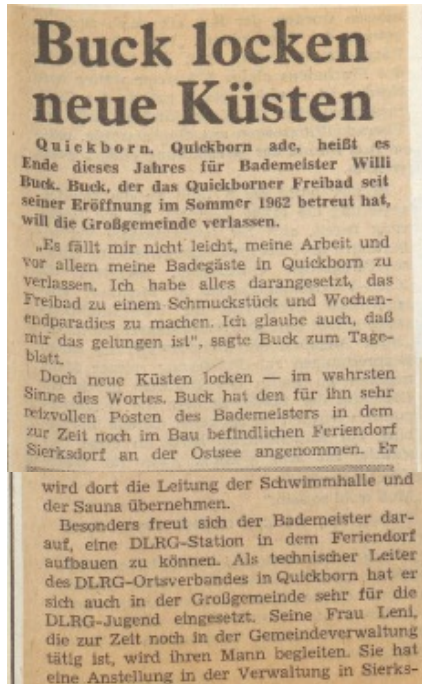 Buck locken
neue Küsten
Quickborn. Quickborn ade, heißt es
Ende dieses Jahres für Bademeister Willi
Buck. Buck, der das Quickborner Freibad seit
seiner Eröffnung im Sommer 1962 betreut hat,
will die Großgemeinde verlassen.
„Es fällt mir nicht leicht, meine Arbeit und
vor allem meine Badegäste in Quickborn zu
verlassen. Ich habe alles darangesetzt, das
Freibad zu einem Schmuckstück und Wochen-
endparadies zu machen. Ich glaube auch, daß
mir das gelungen ist“, sagte Buck zum Tage-
blatt.
Doch neue Küsten locken — im wahrsten
Sinne des Wortes. Buck hat den für ihn sehr
reizvollen Posten des Bademeisters in dem
zur Zeit noch im Bau befindlichen Feriendorf
Sierksdorf an der Ostsee angenommen. Er
wird dort die Leitung der Schwimmhalle und
der Sauna übernehmen.
Besonders freut sich der Bademeister dar-
auf, eine DLRG-Station in dem Feriendorf
aufbauen zu können. Als technischer Leiter
des DLRG-Ortsverbandes in Quickborn hat er
sich auch in der Großgemeinde sehr für die
DLRG-Jugend eingesetzt. Seine Frau Leni,
die zur Zeit noch in der Gemeindeverwaltung
tätig ist, wird ihren Mann begleiten. Sie hat
eine Anstellung in der Verwaltung in Sierks-